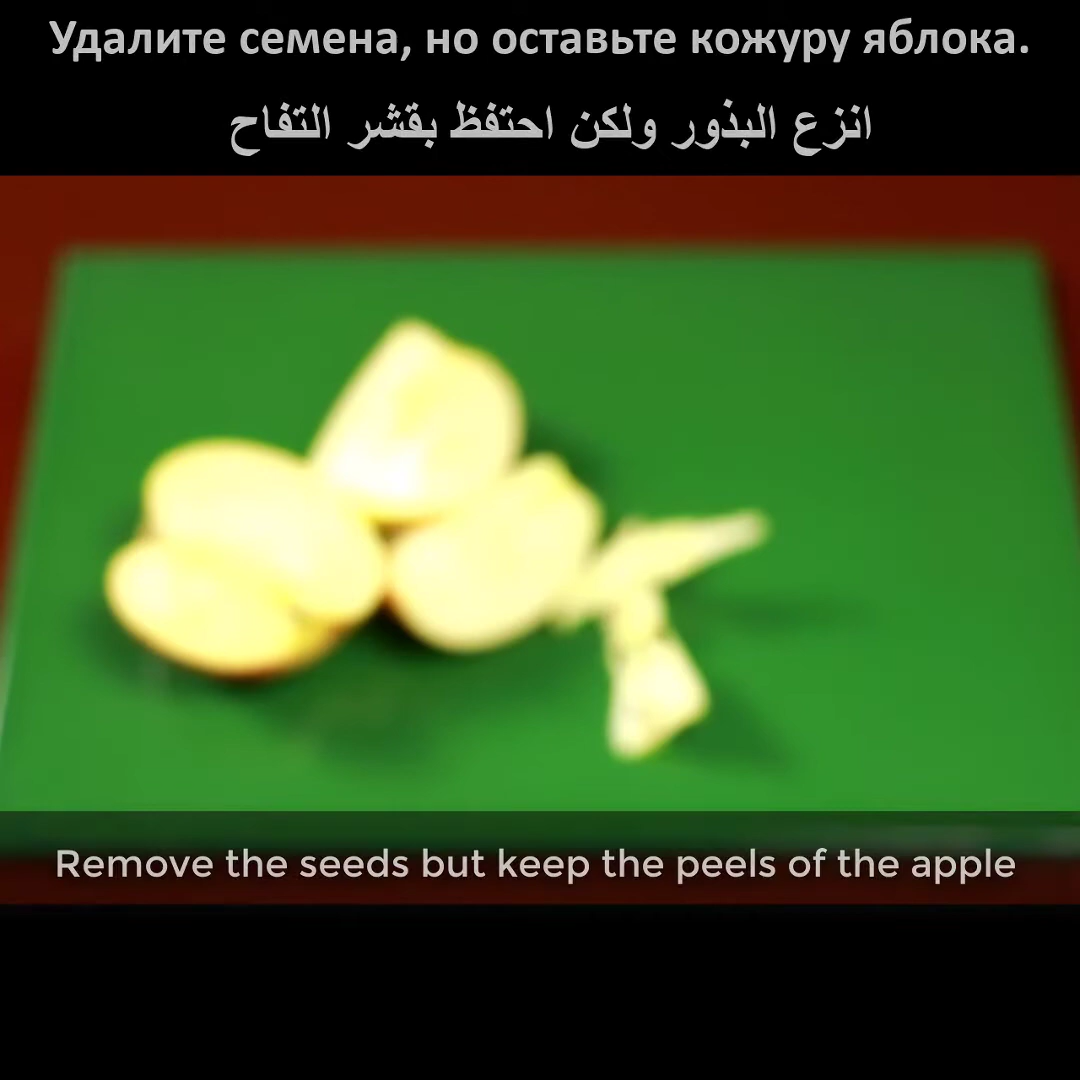 Удалите семена, но оставьте кожуру яблока.
انزع البذور ولكن احتفظ بقشر التفاح
Remove the seeds but keep the peels of the apple